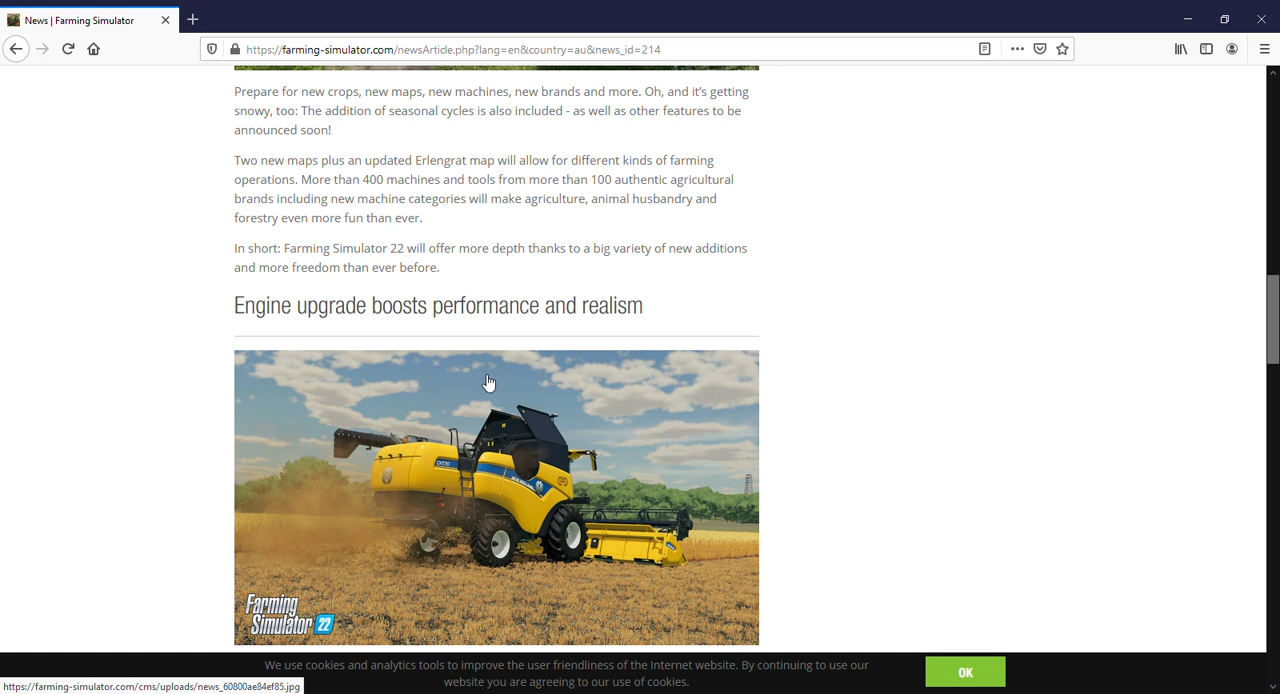 News | Farming Simulator
https://farming-simulator.com/newsArticle.php?lang=en&country=au&news_id=214
Prepare for new crops, new maps, new machines, new brands and more. Oh, and it's getting
snowy, too: The addition of seasonal cycles is also included - as well as other features to be
announced soon!
Two new maps plus an updated Erlengrat map will allow for different kinds of farming
operations. More than 400 machines and tools from more than 100 authentic agricultural
brands including new machine categories will make agriculture, animal husbandry and
forestry even more fun than ever.
In short: Farming Simulator 22 will offer more depth thanks to a big variety of new additions
and more freedom than ever before.
Engine upgrade boosts performance and realism
NEW HOLLAND
Farming
Simulator 22
We use cookies and analytics tools to improve the user friendliness of the Internet website. By continuing to use our
website you are agreeing to our use of cookies.
OK
https://farming-simulator.com/cms/uploads/news_60800ae84ef85.jpg